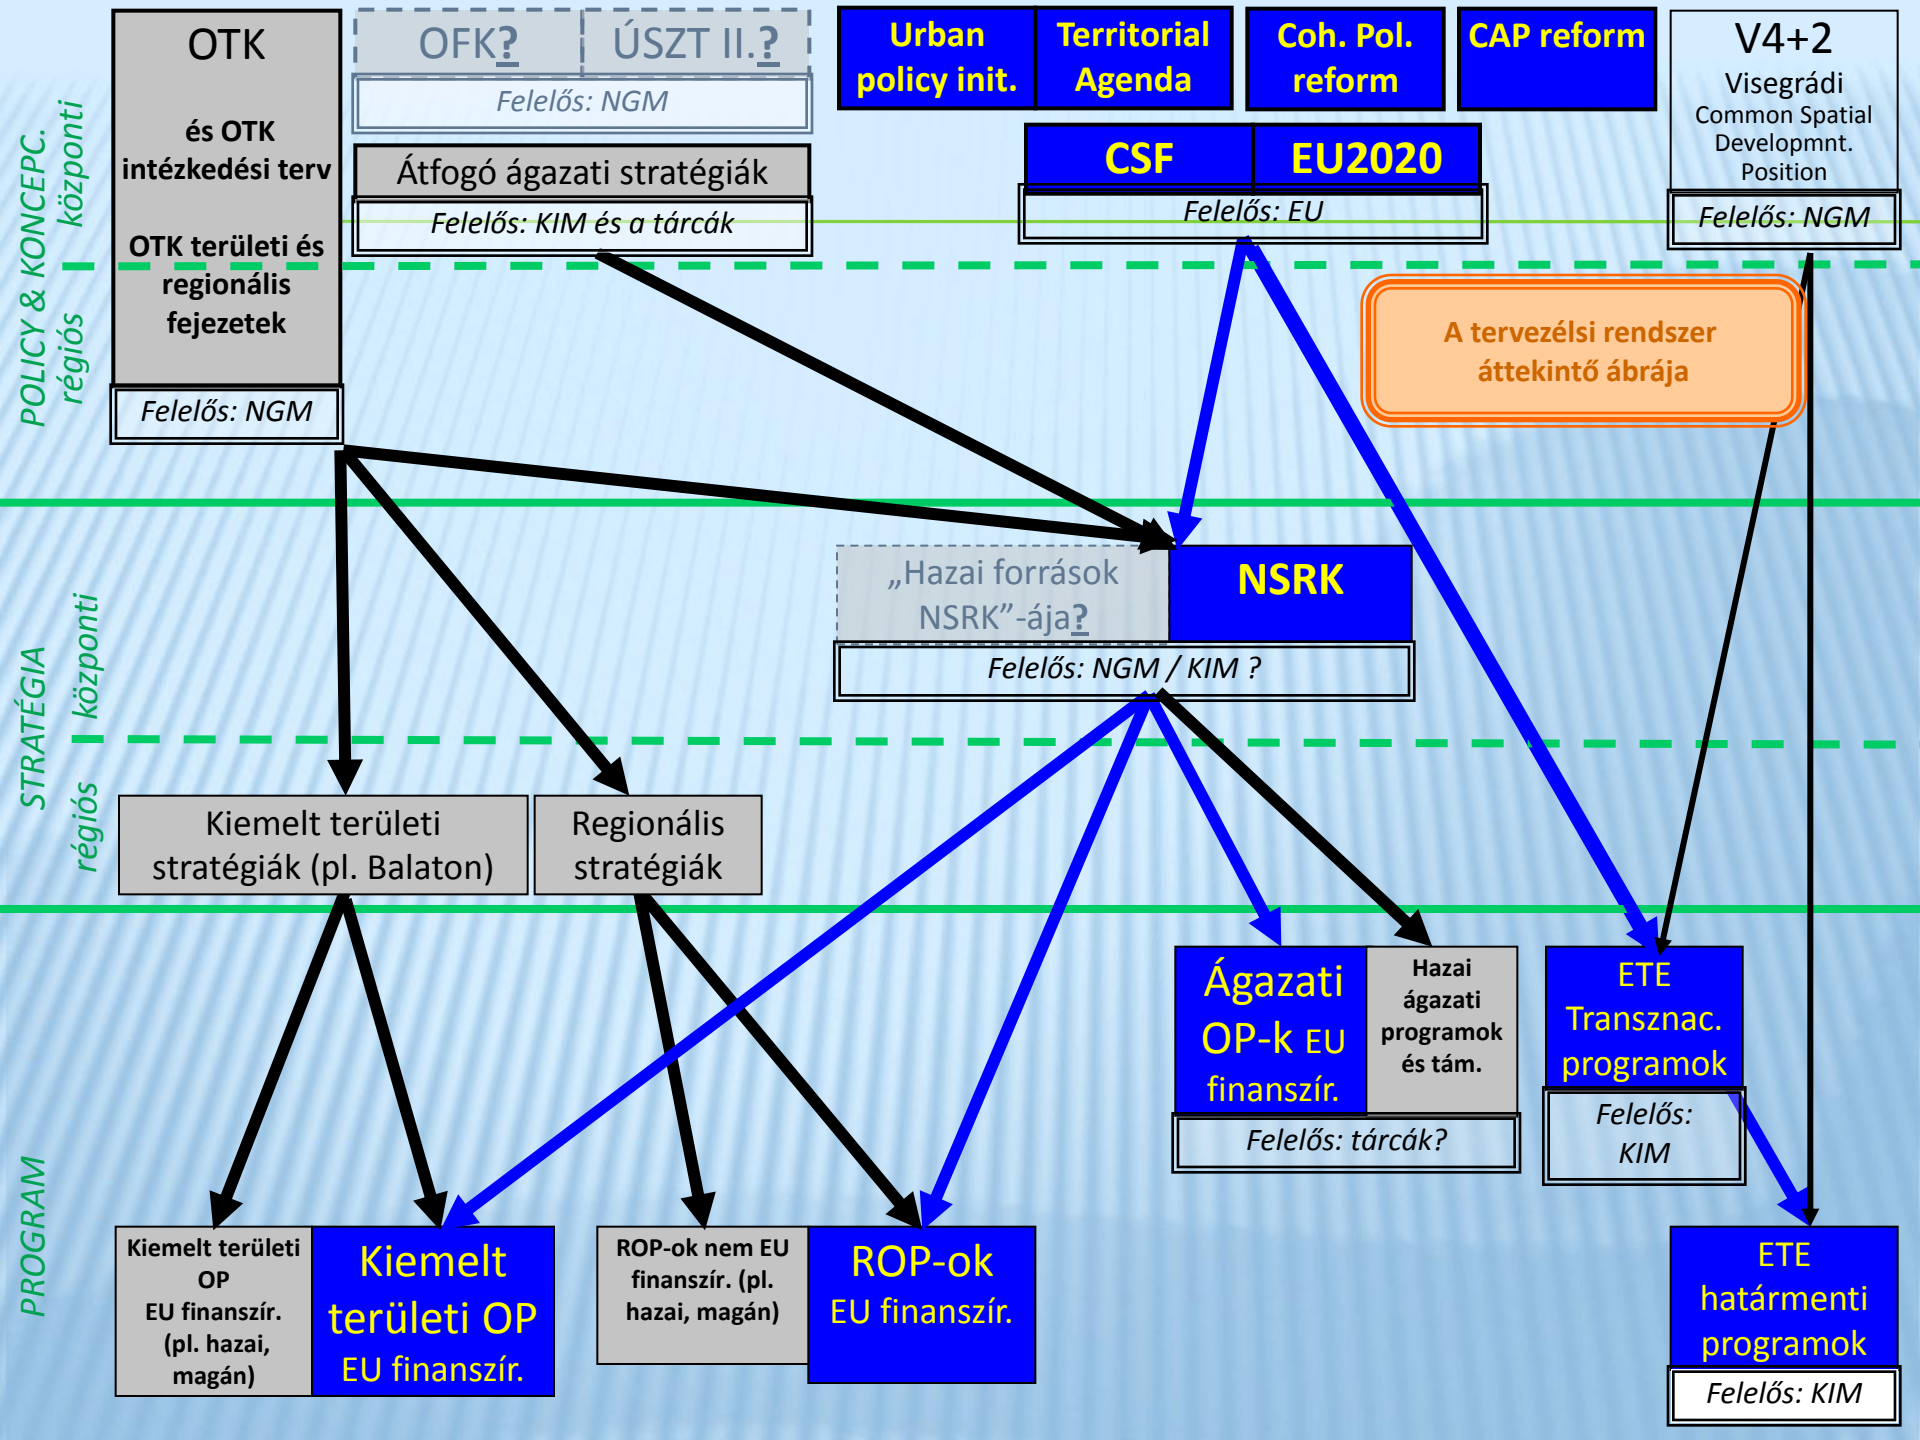 OTK
és OTK
intézkedési terv
OTK területi és
regionális
fejezetek
Felelős: NGM
OFK?
ÚSZT II.?
Felelős: NGM
Átfogó ágazati stratégiák
Felelős: KIM és a tárcák
Urban
policy init.
Territorial
Agenda
Coh. Pol.
reform
CAP reform
CSF
EU2020
Felelős: EU
V4+2
Visegrádi
Common Spatial
Developmnt.
Position
Felelős: NGM
POLICY & KONCEPC.
központi
régiós
A tervezélsi rendszer
áttekintő ábrája
„Hazai források
NSRK”-ája?
NSRK
Felelős: NGM / KIM ?
STRATÉGIA
központi
régiós
Kiemelt területi
stratégiák (pl. Balaton)
Regionális
stratégiák
Ágazati
OP-k EU
finanszír.
Hazai
ágazati
programok
és tám.
Felelős: tárcák?
ETE
Transznac.
programok
Felelős:
KIM
PROGRAM
Kiemelt területi
OP
EU finanszír.
(pl. hazai,
magán)
Kiemelt
területi OP
EU finanszír.
ROP-ok nem EU
finanszír. (pl.
hazai, magán)
ROP-ok
EU finanszír.
ETE
határmenti
programok
Felelős: KIM